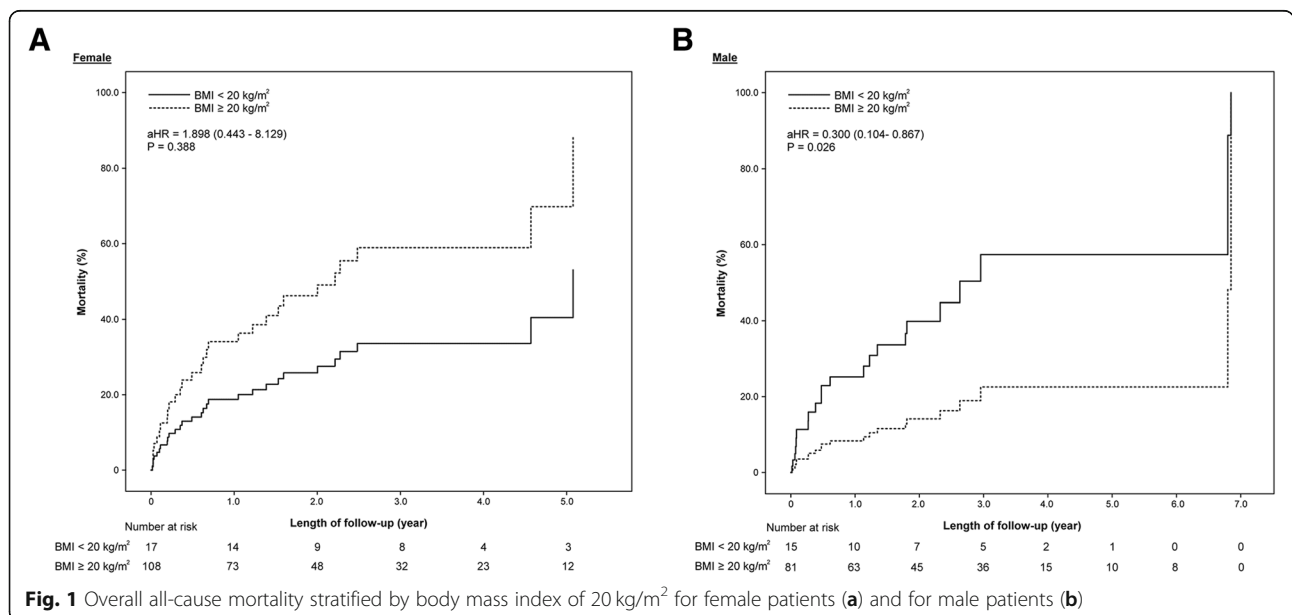 A
Female
BMI < 20 kg/m²
BMI ≥ 20 kg/m²
aHR = 1.898 (0.443 - 8.129)
P = 0.388
100.0
80.0
60.0
40.0
20.0
0
Mortality (%)
0 1.0 2.0 3.0 4.0 5.0
Number at risk
Length of follow-up (year)
BMI < 20 kg/m² 17 14 9 8 4 3
BMI ≥ 20 kg/m² 108 73 48 32 23 12
B
Male
BMI < 20 kg/m²
BMI ≥ 20 kg/m²
aHR = 0.300 (0.104- 0.867)
P = 0.026
100.0
80.0
60.0
40.0
20.0
0
Mortality (%)
0 1.0 2.0 3.0 4.0 5.0 6.0 7.0
Number at risk
Length of follow-up (year)
BMI < 20 kg/m² 15 10 7 5 2 1 0 0
BMI ≥ 20 kg/m² 81 63 45 36 15 10 8 0
Fig. 1 Overall all-cause mortality stratified by body mass index of 20 kg/m² for female patients (a) and for male patients (b)